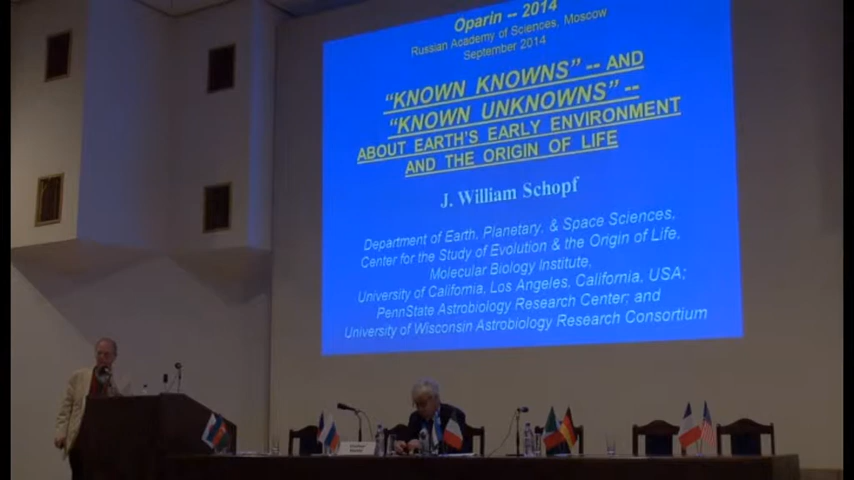 Oparin -- 2014
Russian Academy of Sciences, Moscow
September 2014
"KNOWN KNOWNS" -- AND
"KNOWN UNKNOWNS" --
ABOUT EARTH'S EARLY ENVIRONMENT
AND THE ORIGIN OF LIFE
J. William Schopf
Department of Earth, Planetary, & Space Sciences,
Center for the Study of Evolution & the Origin of Life,
Molecular Biology Institute,
University of California, Los Angeles, California, USA;
PennState Astrobiology Research Center; and
University of Wisconsin Astrobiology Research Consortium